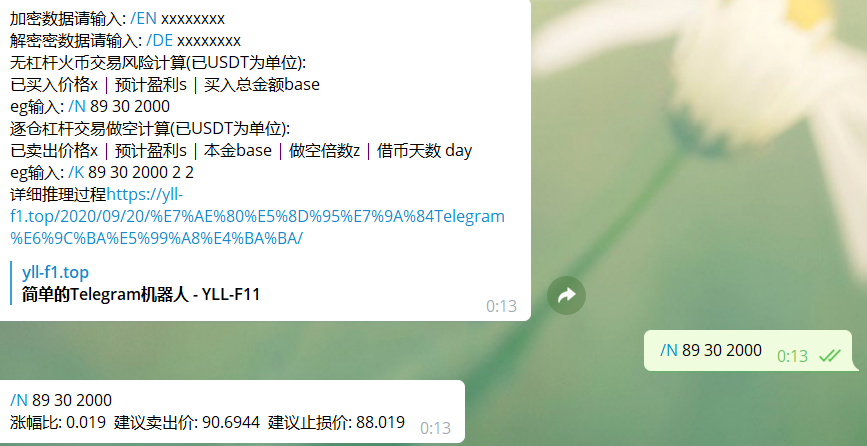 加密数据请输入: /EN xxxxxxxx
解密密数据请输入: /DE xxxxxxxx
无杠杆火币交易风险计算(已USDT为单位):
已买入价格x | 预计盈利s | 买入总金额base
eg输入: /N 89 30 2000
逐仓杠杆交易做空计算(已USDT为单位):
已卖出价格x | 预计盈利s | 本金base | 做空倍数z | 借币天数 day
eg输入: /K 89 30 2000 2 2
详细推理过程https://yll-
f1.top/2020/09/20/%E7%AE%80%E5%8D%95%E7%9A%84Telegram
%E6%9C%BA%E5%99%A8%E4%BA%BA/
yll-f1.top
简单的Telegram机器人 - YLL-F11
0:13
/N 89 30 2000 0:13
/N 89 30 2000
涨幅比: 0.019 建议卖出价: 90.6944 建议止损价: 88.019 0:13